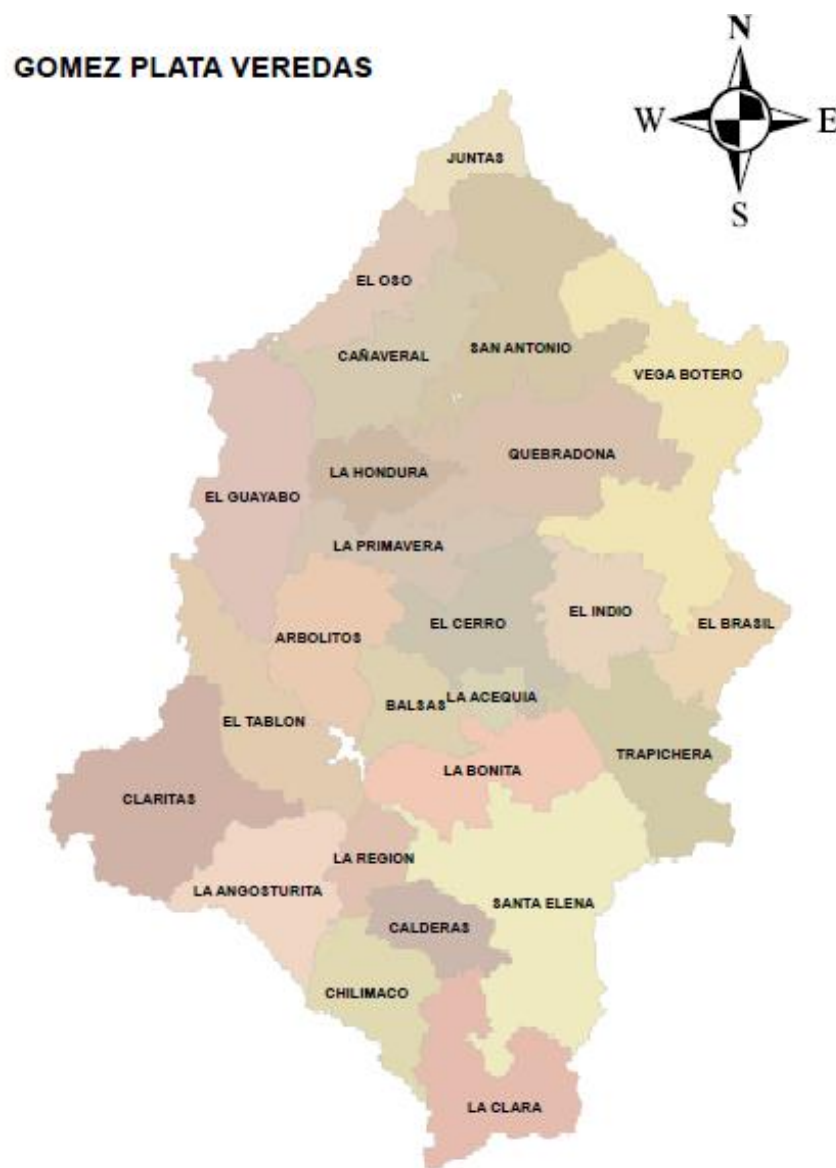 N
GOMEZ PLATA VEREDAS
W
E
JUNTAS
S
EL OSO
CAÑAVERAL
SAN ANTONIO
VEGA BOTERO
QUEBRADONA
LA HONDURA
EL GUAYABO
LA PRIMAVERA
EL INDIO
EL CERRO
EL BRASIL
ARBOLITOS
LA ACEQUIA
BALSAS
EL TABLON
TRAPICHERA
LA BONITA
CLARITAS
LA REGION
LA ANGOSTURITA
SANTA ELENA
CALDERAS
CHILIMACO
LA CLARA